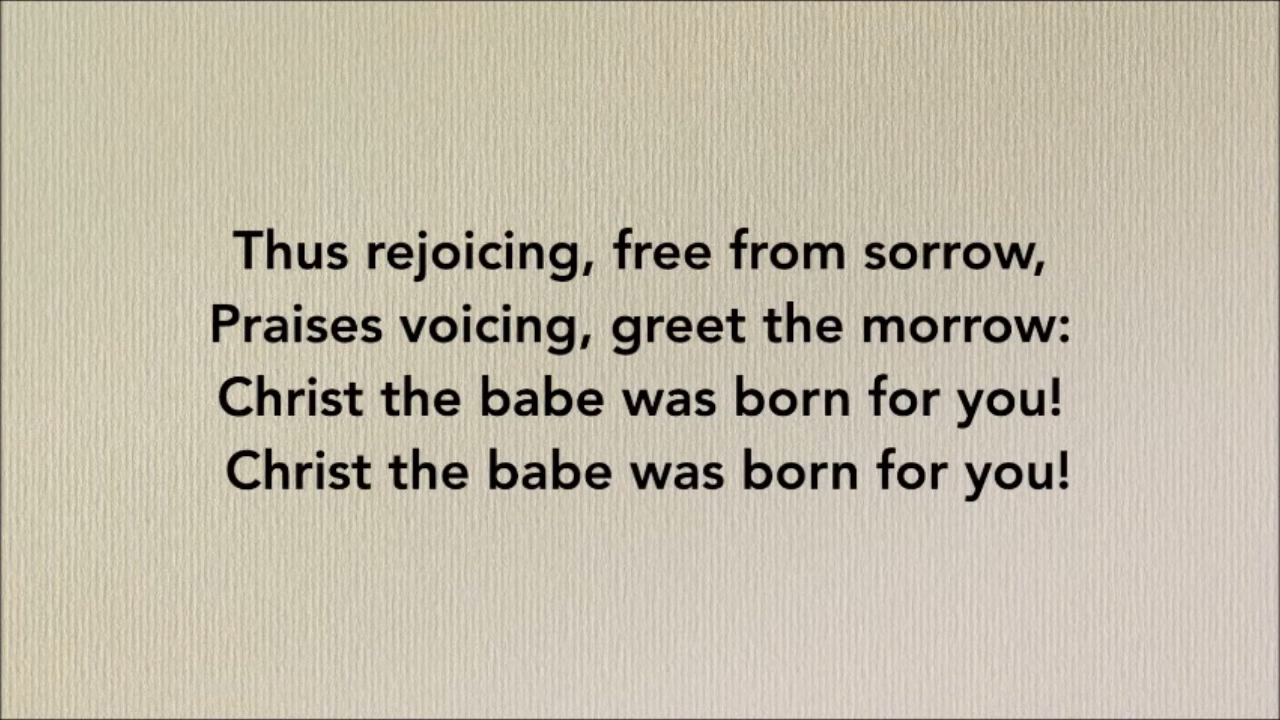 Thus rejoicing, free from sorrow,
Praises voicing, greet the morrow:
Christ the babe was born for you!
Christ the babe was born for you!